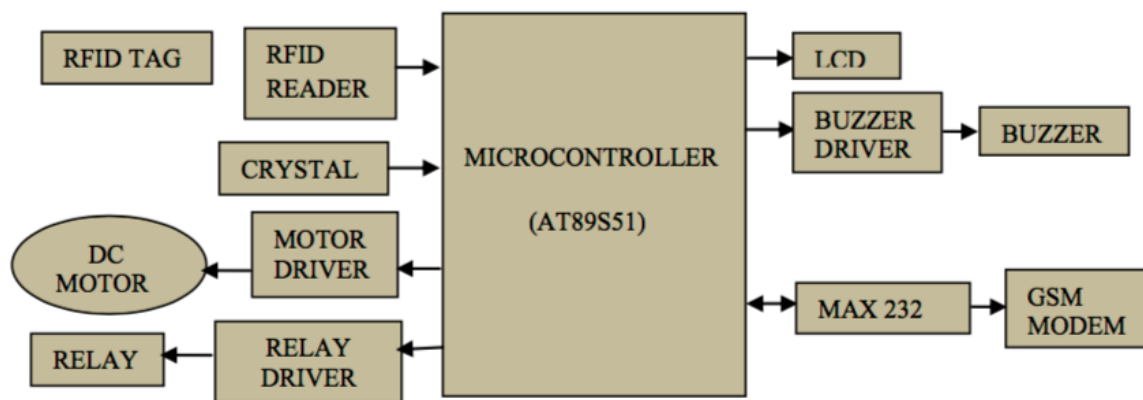 RFID TAG
RFID
READER
CRYSTAL
DC
MOTOR
MOTOR
DRIVER
RELAY
RELAY
DRIVER
MICROCONTROLLER
(AT89S51)
LCD
BUZZER
DRIVER
BUZZER
MAX 232
GSM
MODEM